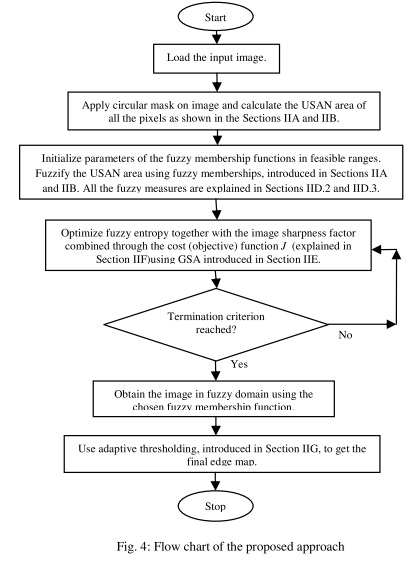 Start
Load the input image.
Apply circular mask on image and calculate the USAN area of
all the pixels as shown in the Sections IIA and IIB.
Initialize parameters of the fuzzy membership functions in feasible ranges.
Fuzzify the USAN area using fuzzy memberships, introduced in Sections IIA
and IIB. All the fuzzy measures are explained in Sections IID.2 and IID.3.
Optimize fuzzy entropy together with the image sharpness factor
combined through the cost (objective) function J (explained in
Section IIF)using GSA introduced in Section IIE.
Termination criterion
reached?
No
Yes
Obtain the image in fuzzy domain using the
chosen fuzzy membership function.
Use adaptive thresholding, introduced in Section IIG, to get the
final edge map.
Stop
Fig. 4: Flow chart of the proposed approach